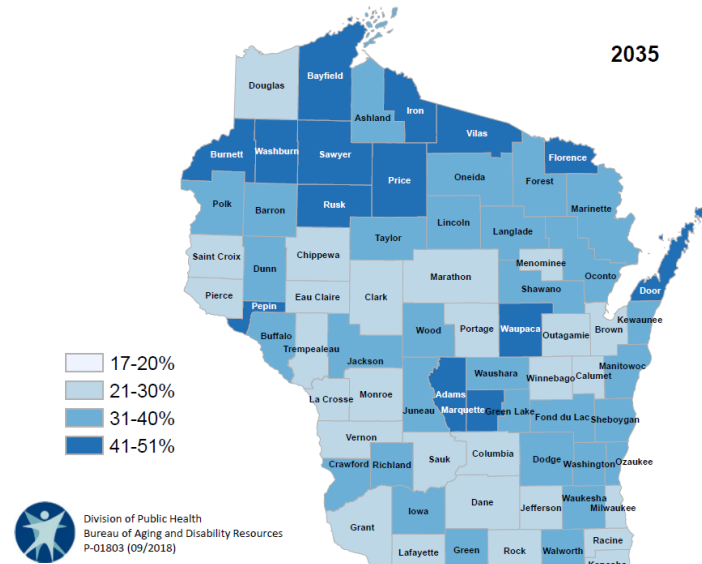 2035
Douglas
Bayfield
Ashland
Iron
Vilas
Florence
Burnett
Washburn
Sawyer
Price
Oneida
Forest
Marinette
Polk
Barron
Rusk
Lincoln
Langlade
Taylor
Saint Croix
Dunn
Chippewa
Marathon
Menominee
Oconto
Shawano
Door
Pierce
Pepin
Eau Claire
Clark
Buffalo
Trempealeau
Jackson
Wood
Portage
Waupaca
Outagamie
Brown
Kewaunee
17-20%
21-30%
31-40%
41-51%
La Crosse
Monroe
Juneau
Adams
Marquette
Waushara
Green Lake
Winnebago
Calumet
Manitowoc
Fond du Lac
Sheboygan
Vernon
Crawford
Richland
Sauk
Columbia
Dodge
Washington
Ozaukee
Grant
Iowa
Dane
Jefferson
Waukesha
Milwaukee
Lafayette
Green
Rock
Walworth
Racine
Division of Public Health
Bureau of Aging and Disability Resources
P-01803 (09/2018)